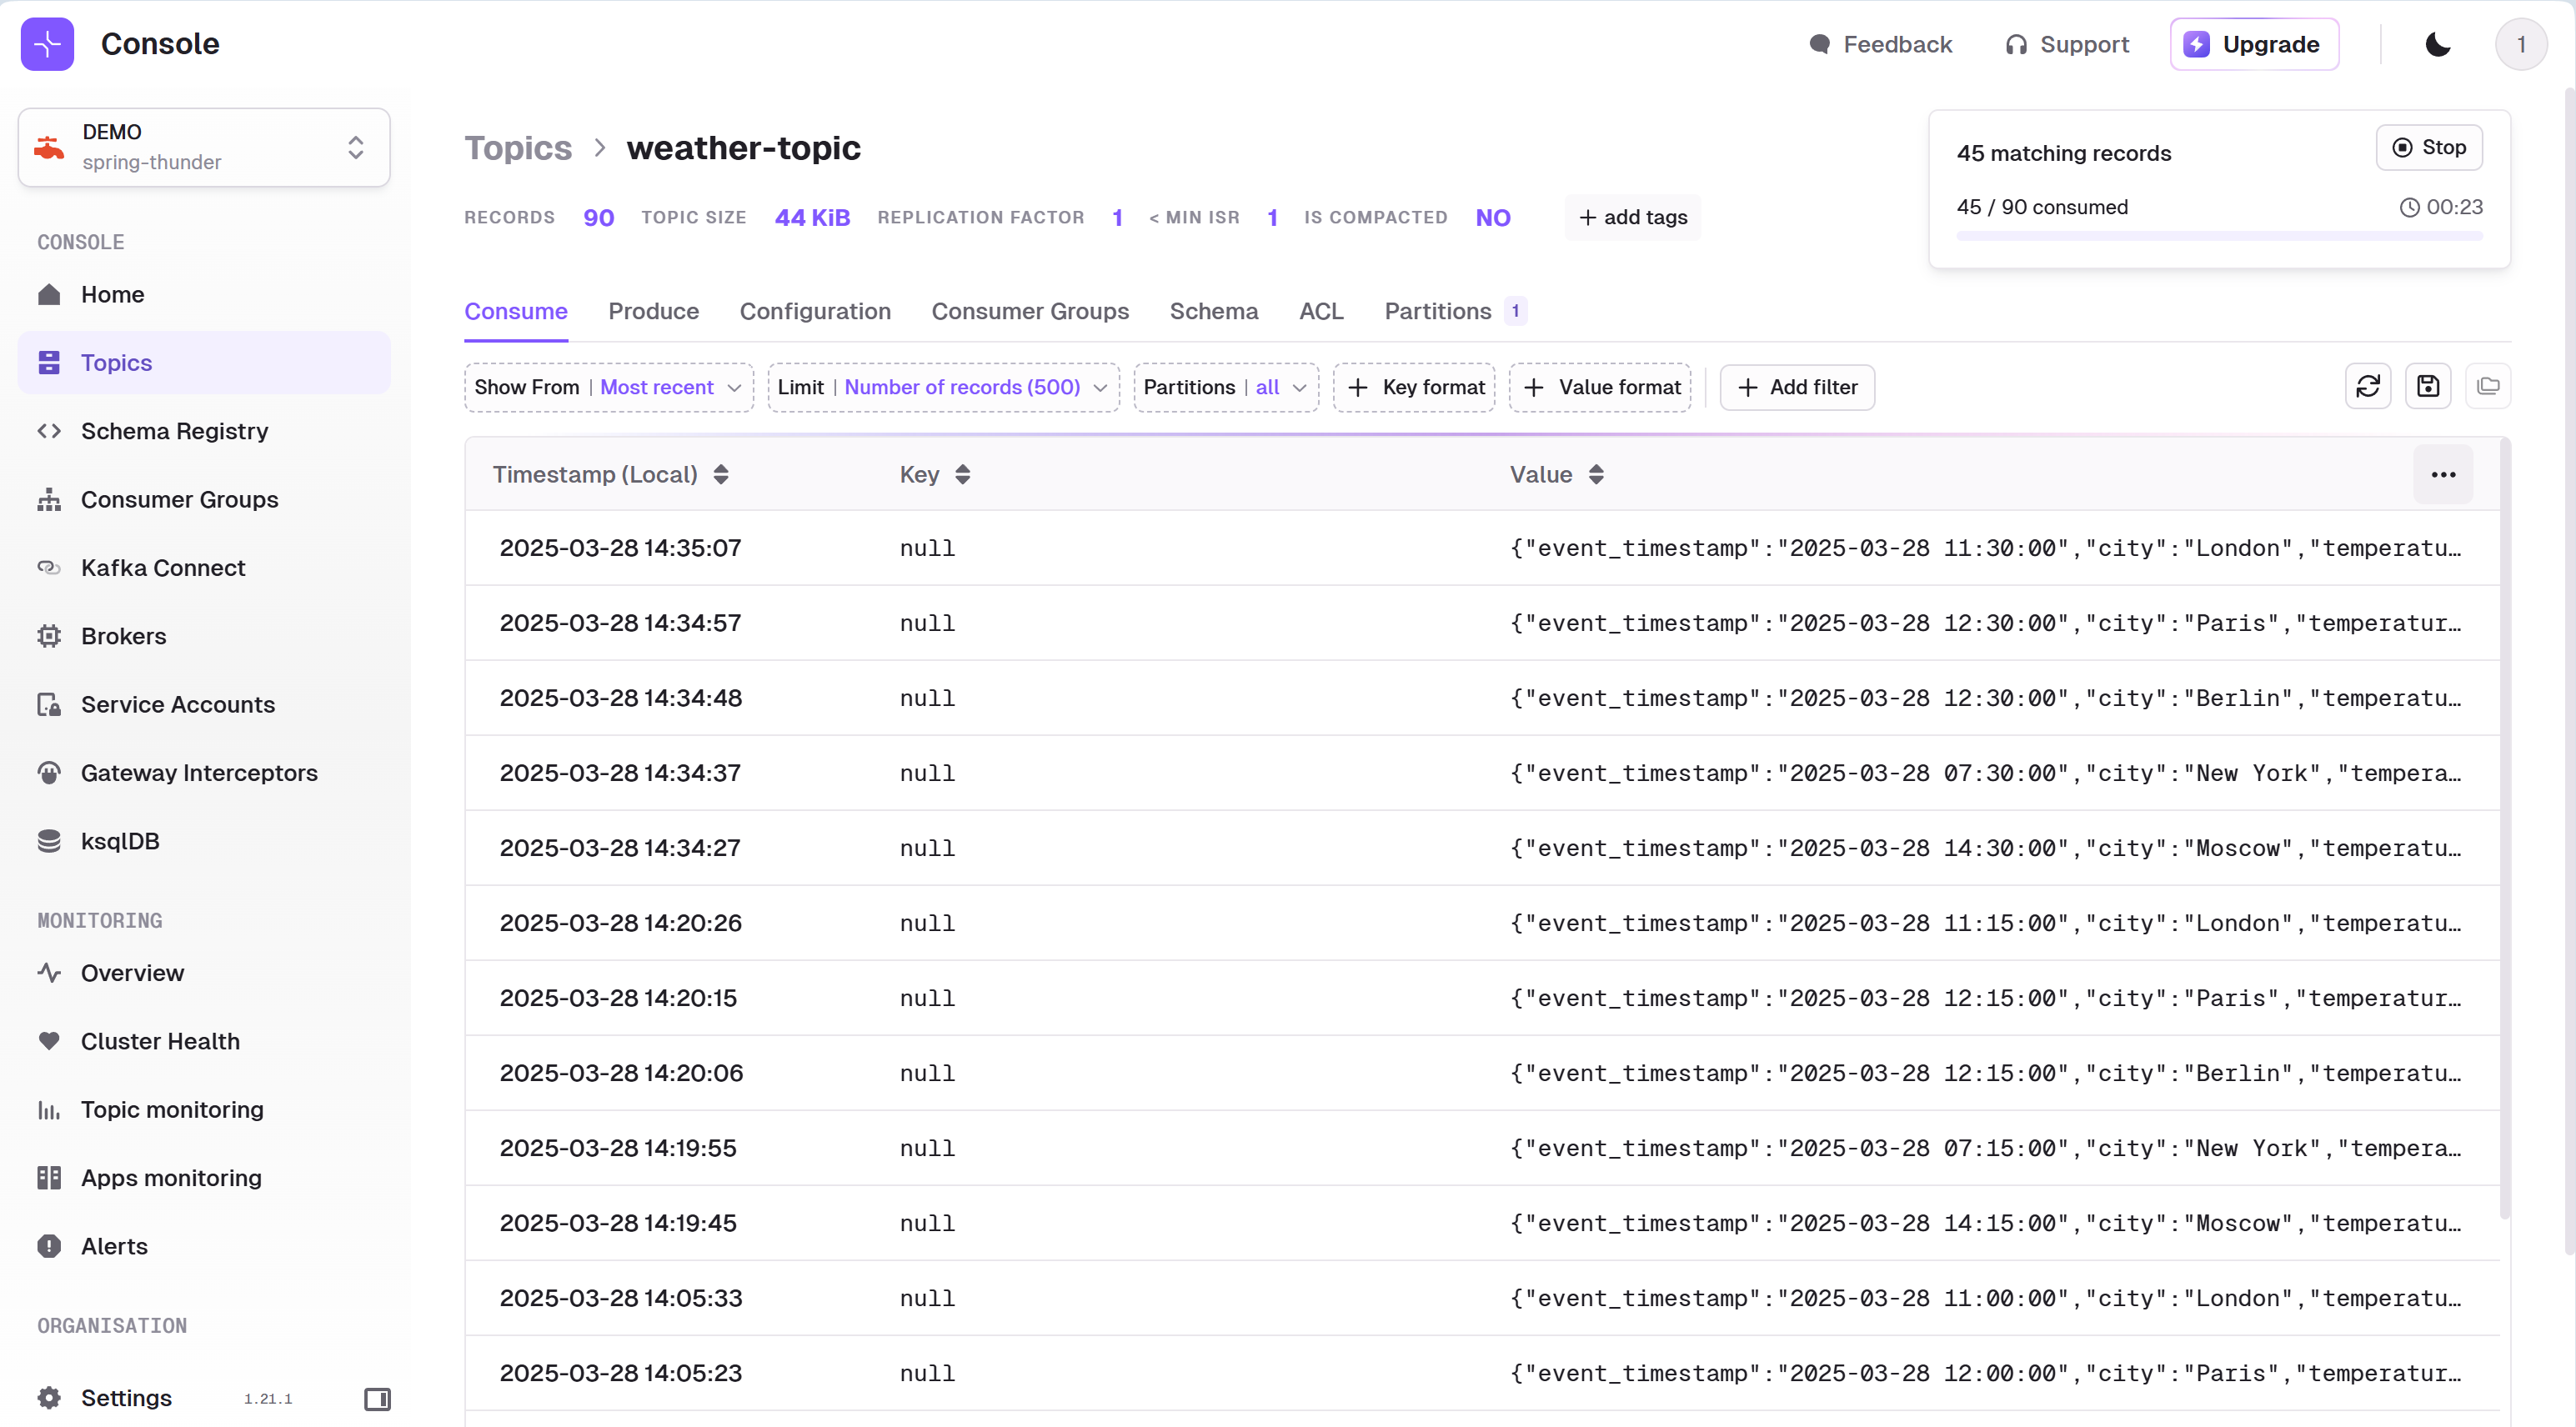 Console
Feedback
Support
Upgrade
1
DEMO
spring-thunder
CONSOLE
Home
Topics
Schema Registry
Consumer Groups
Kafka Connect
Brokers
Service Accounts
Gateway Interceptors
ksqlDB
MONITORING
Overview
Cluster Health
Topic monitoring
Apps monitoring
Alerts
ORGANISATION
Settings 1.21.1
Topics > weather-topic
RECORDS 90 TOPIC SIZE 44 KiB REPLICATION FACTOR 1 < MIN ISR 1 IS COMPACTED NO + add tags
45 matching records
Stop
45 / 90 consumed 00:23
Consume Produce Configuration Consumer Groups Schema ACL Partitions 1
Show From | Most recent Limit | Number of records (500) Partitions | all + Key format + Value format + Add filter
Timestamp (Local) Key Value ...
2025-03-28 14:35:07 null {"event_timestamp":"2025-03-28 11:30:00","city":"London","temperatu…
2025-03-28 14:34:57 null {"event_timestamp":"2025-03-28 12:30:00","city":"Paris","temperatur…
2025-03-28 14:34:48 null {"event_timestamp":"2025-03-28 12:30:00","city":"Berlin","temperatu…
2025-03-28 14:34:37 null {"event_timestamp":"2025-03-28 07:30:00","city":"New York","tempera…
2025-03-28 14:34:27 null {"event_timestamp":"2025-03-28 14:30:00","city":"Moscow","temperatu…
2025-03-28 14:20:26 null {"event_timestamp":"2025-03-28 11:15:00","city":"London","temperatu…
2025-03-28 14:20:15 null {"event_timestamp":"2025-03-28 12:15:00","city":"Paris","temperatur…
2025-03-28 14:20:06 null {"event_timestamp":"2025-03-28 12:15:00","city":"Berlin","temperatu…
2025-03-28 14:19:55 null {"event_timestamp":"2025-03-28 07:15:00","city":"New York","tempera…
2025-03-28 14:19:45 null {"event_timestamp":"2025-03-28 14:15:00","city":"Moscow","temperatu…
2025-03-28 14:05:33 null {"event_timestamp":"2025-03-28 11:00:00","city":"London","temperatu…
2025-03-28 14:05:23 null {"event_timestamp":"2025-03-28 12:00:00","city":"Paris","temperatur…